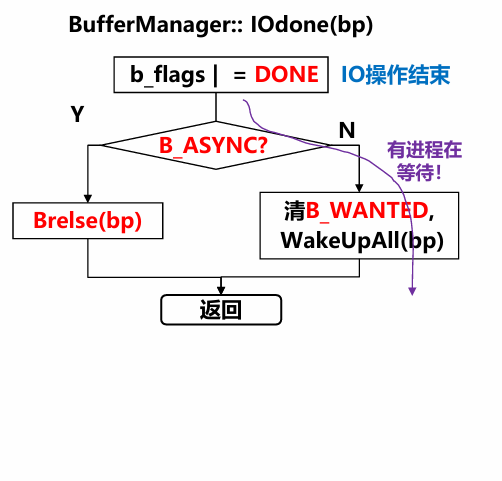 BufferManager:: IOdone(bp)
b_flags | = DONE
IO操作结束
Y
N
B_ASYNC?
有进程在
等待！
Brelse(bp)
清B_WANTED,
WakeUpAll(bp)
返回